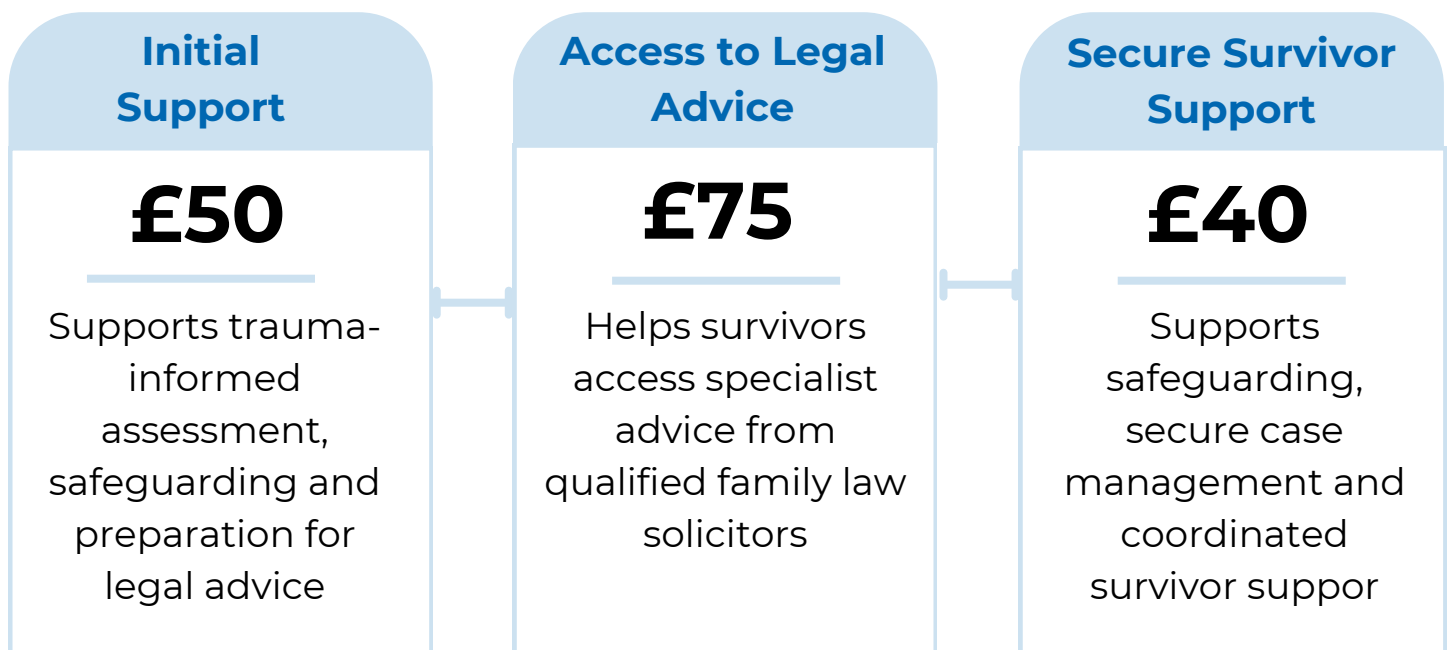 Initial
Support
£50
Supports trauma-
informed
assessment,
safeguarding and
preparation for
legal advice
Access to Legal
Advice
£75
Helps survivors
access specialist
advice from
qualified family law
solicitors
Secure Survivor
Support
£40
Supports
safeguarding,
secure case
management and
coordinated
survivor suppor